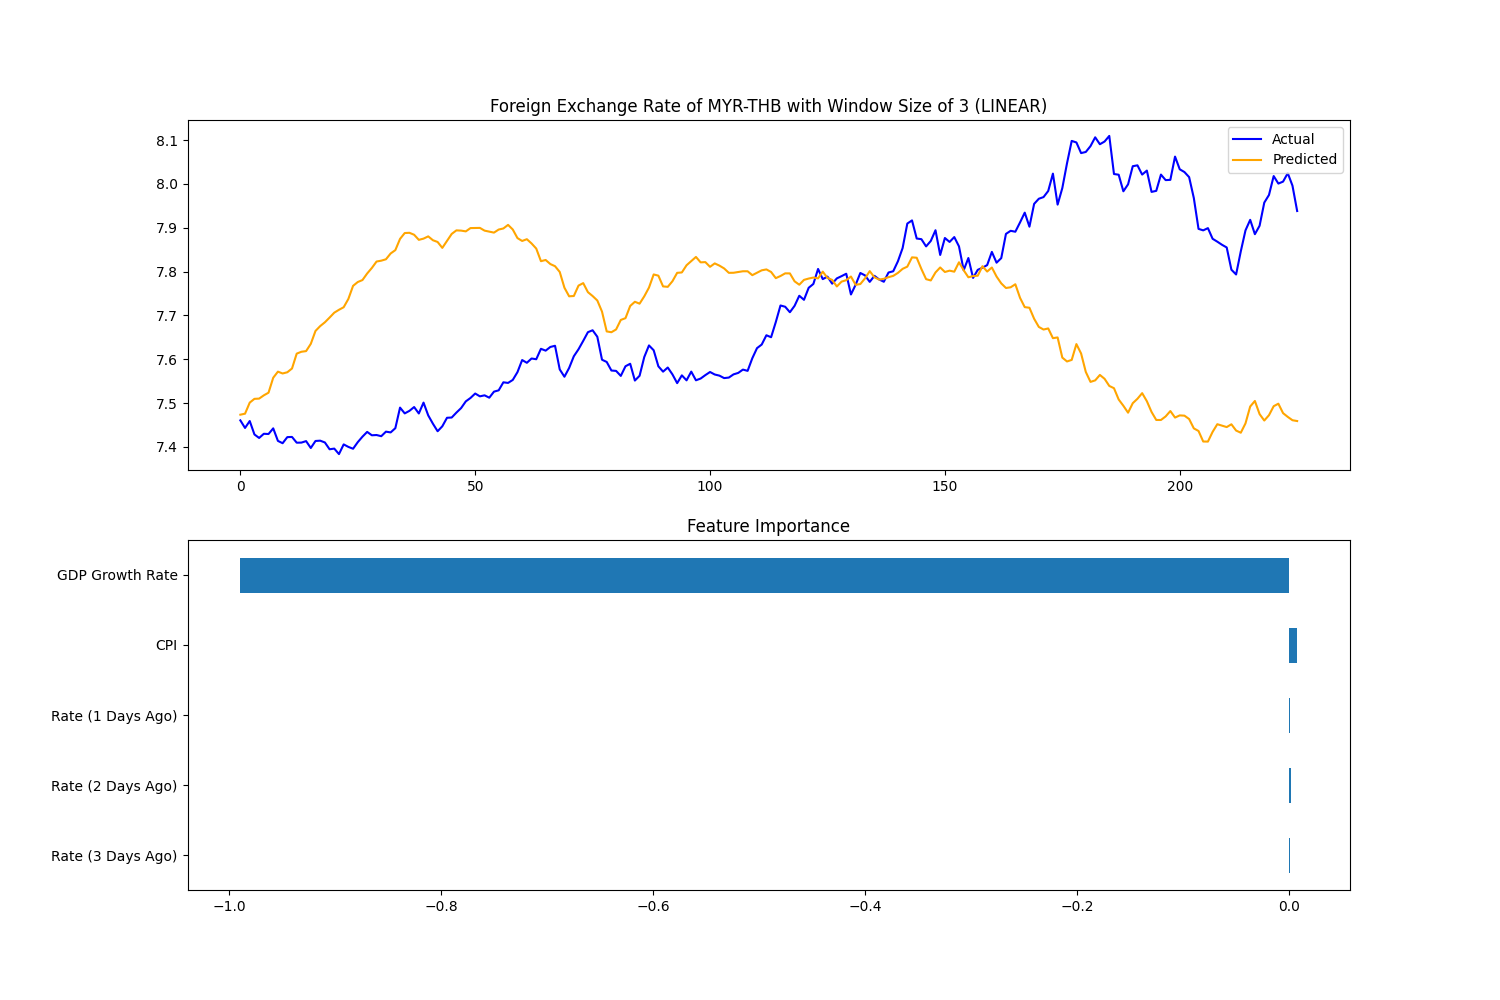 Foreign Exchange Rate of MYR-THB with Window Size of 3 (LINEAR)
Actual
Predicted
8.1
8.0
7.9
7.8
7.7
7.6
7.5
7.4
0 50 100 150 200
Feature Importance
GDP Growth Rate
CPI
Rate (1 Days Ago)
Rate (2 Days Ago)
Rate (3 Days Ago)
−1.0 −0.8 −0.6 −0.4 −0.2 0.0